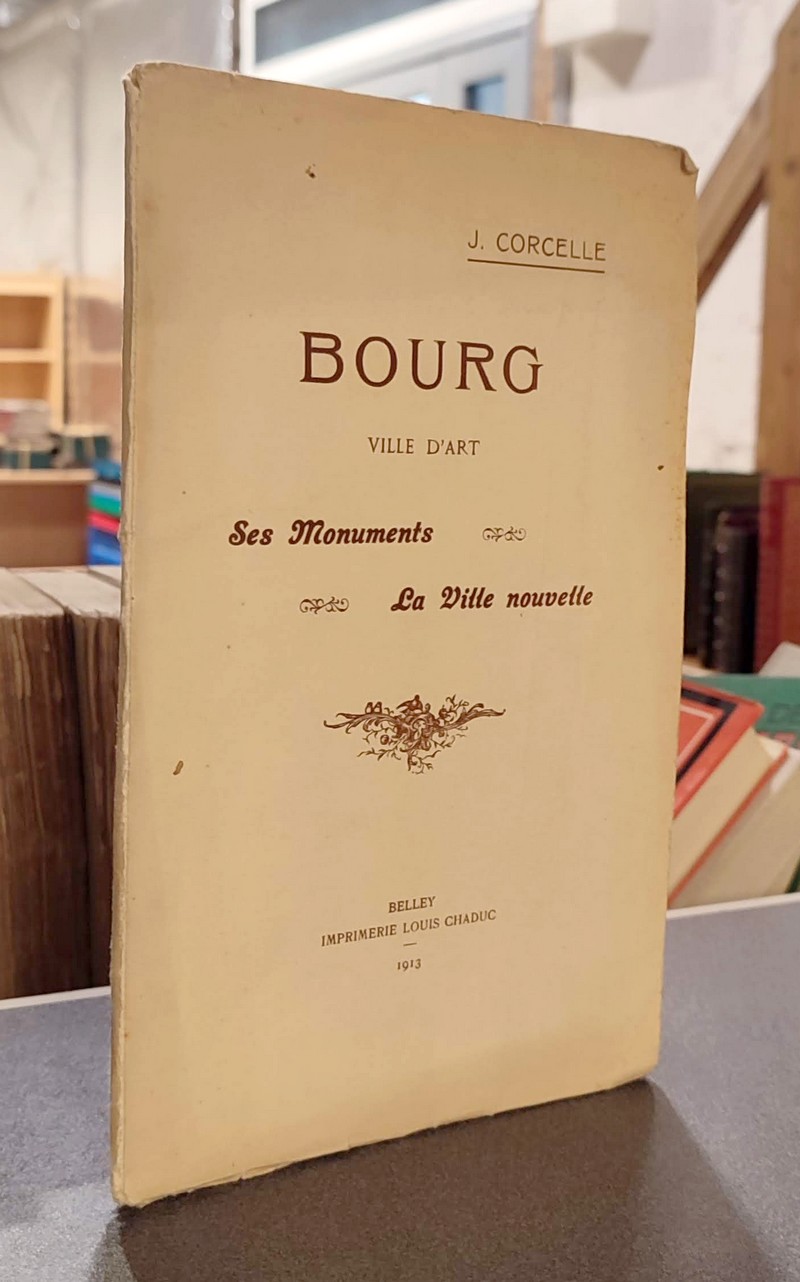 J. CORCELLE
BOURG
VILLE D'ART
Ses Monuments
La Ville nouvelle
BELLEY
IMPRIMERIE LOUIS CHADUC
1913